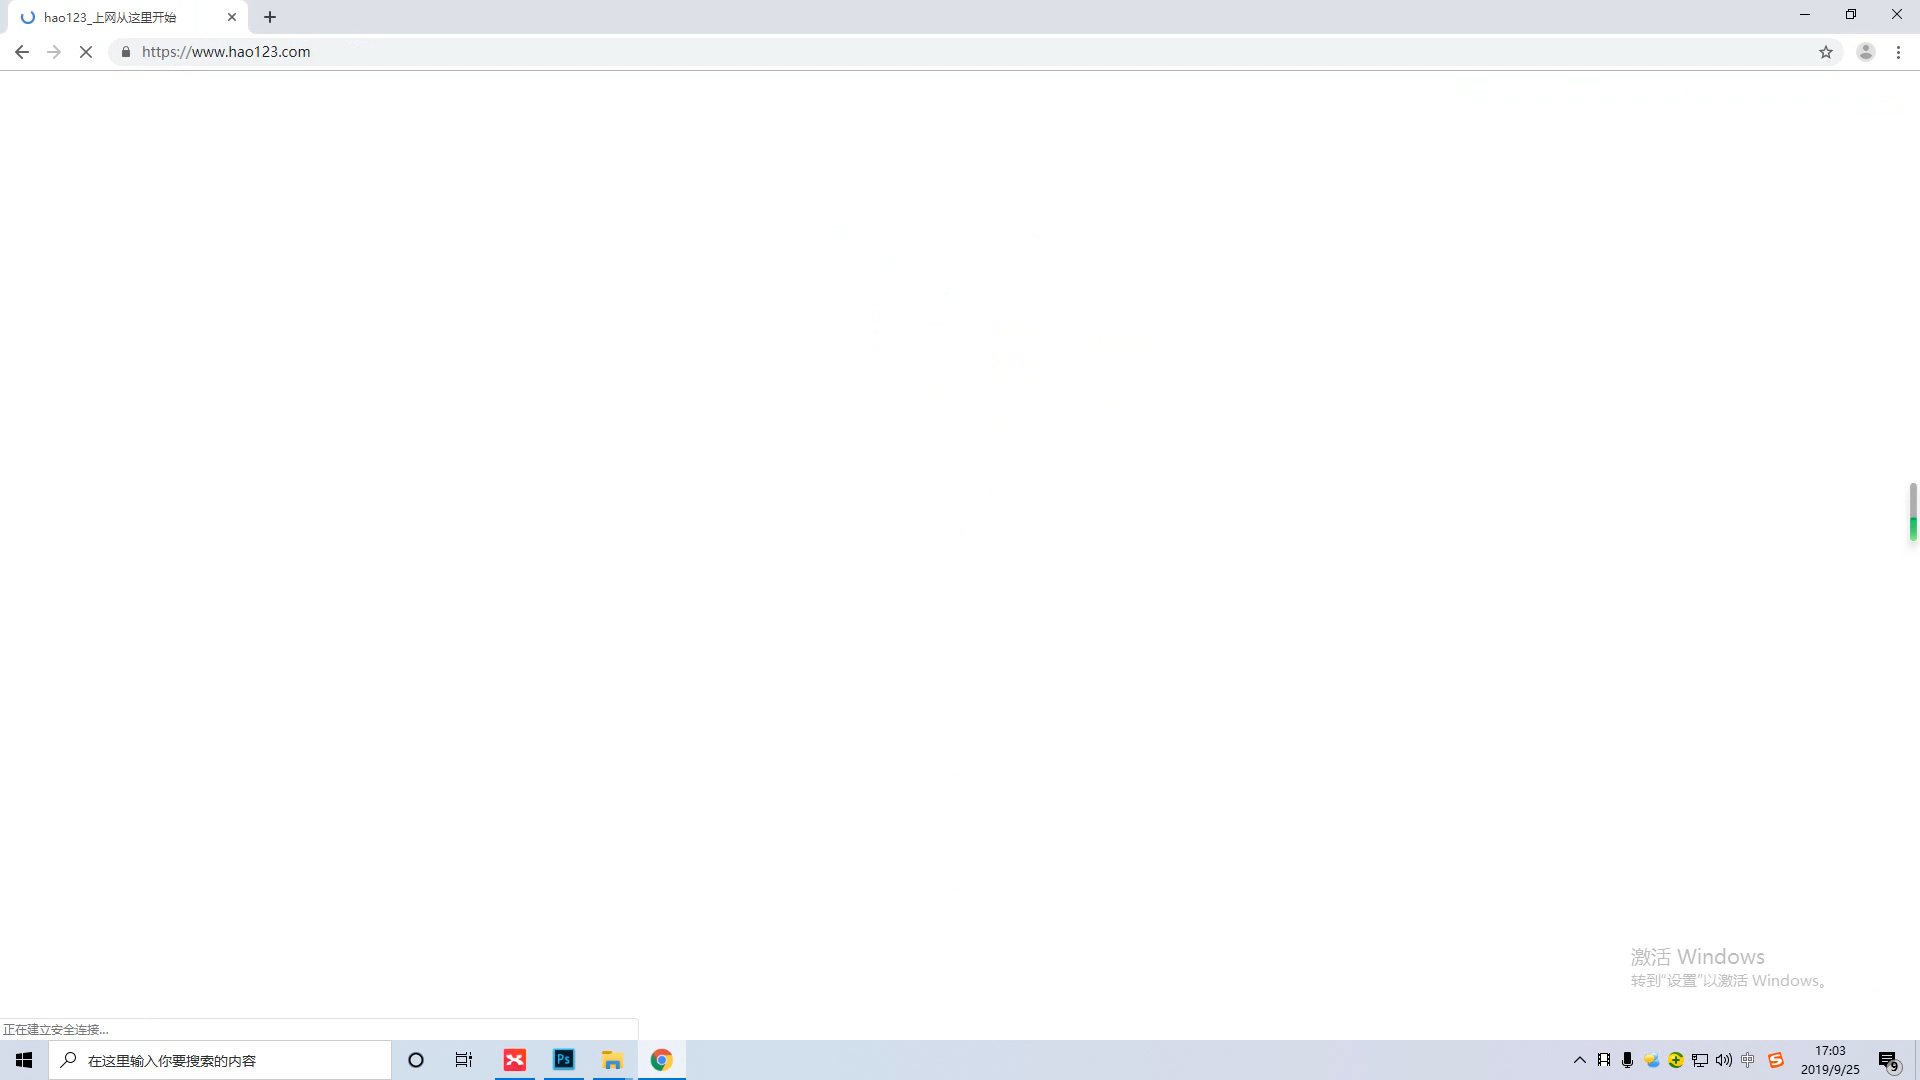 hao123_上网从这里开始
https://www.hao123.com
激活 Windows
转到"设置"以激活 Windows。
正在建立安全连接...
在这里输入你要搜索的内容
Ps
中
S
17:03
2019/9/25
9